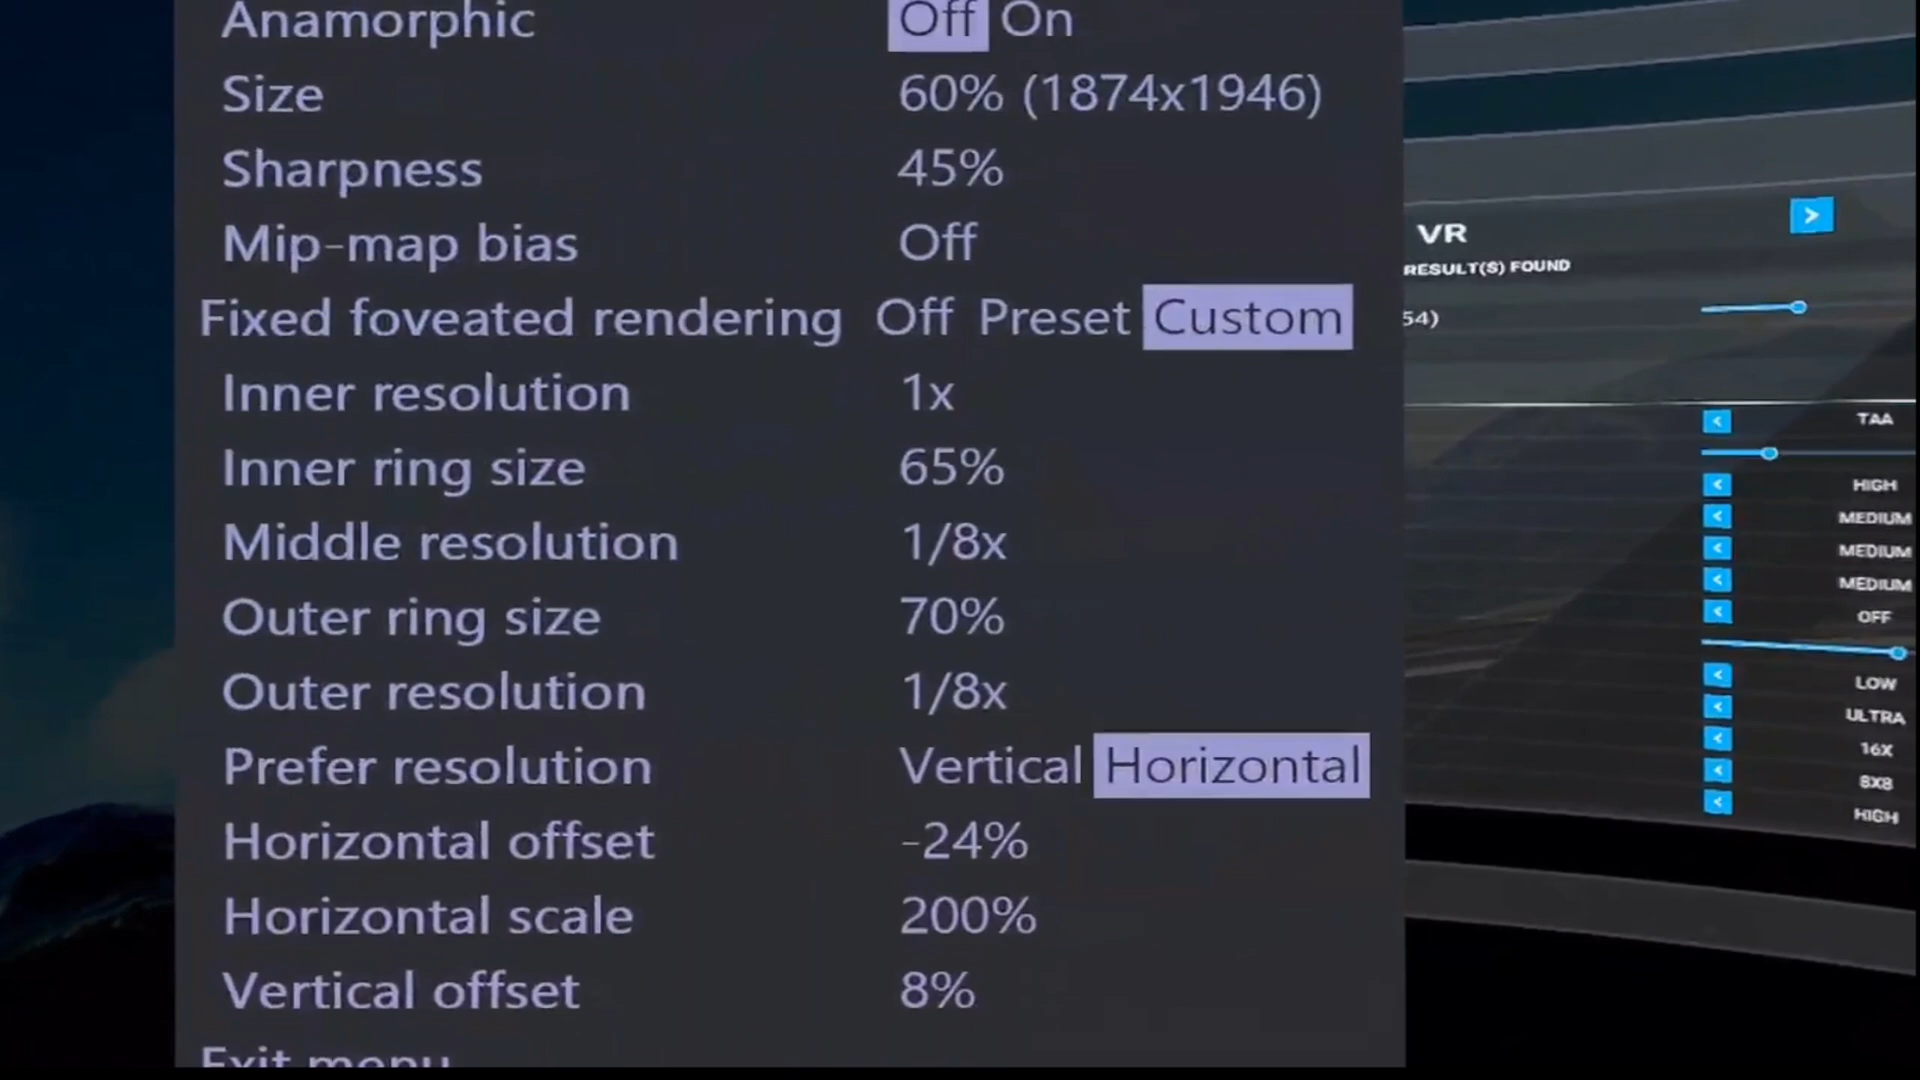 Anamorphic Off On
Size 60% (1874x1946)
Sharpness 45%
Mip-map bias Off
Fixed foveated rendering Off Preset Custom
Inner resolution 1x
Inner ring size 65%
Middle resolution 1/8x
Outer ring size 70%
Outer resolution 1/8x
Prefer resolution Vertical Horizontal
Horizontal offset -24%
Horizontal scale 200%
Vertical offset 8%
Exit menu
VR
RESULT(S) FOUND
54)
TAA
HIGH
MEDIUM
MEDIUM
MEDIUM
OFF
LOW
ULTRA
16X
8X8
HIGH